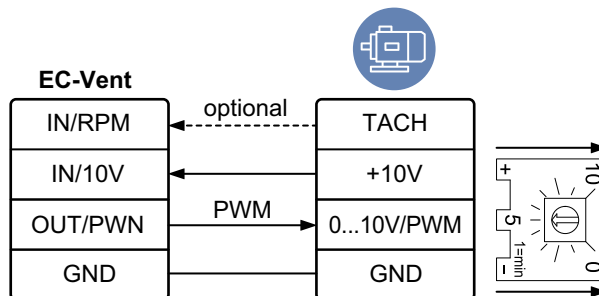 EC-Vent
IN/RPM
optional
TACH
IN/10V
+10V
OUT/PWN
PWM
0...10V/PWM
GND
GND
+
5
-
1=min
10
0